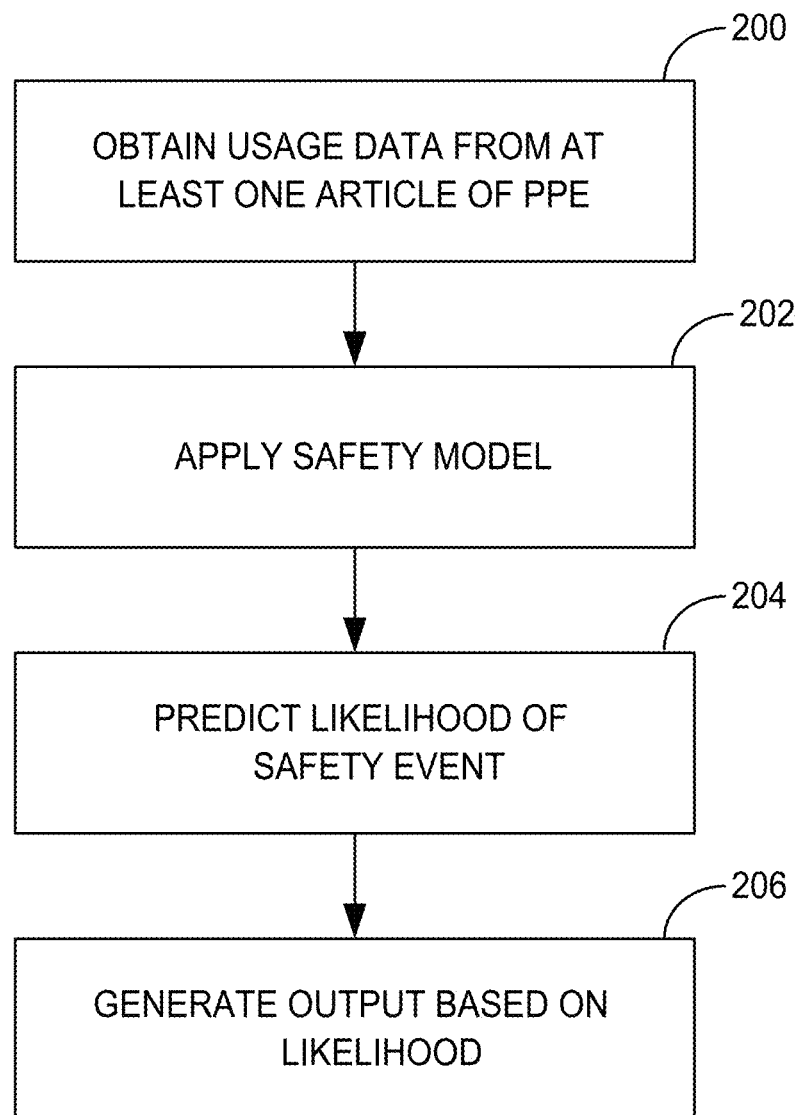 200
OBTAIN USAGE DATA FROM AT
LEAST ONE ARTICLE OF PPE
202
APPLY SAFETY MODEL
204
PREDICT LIKELIHOOD OF
SAFETY EVENT
206
GENERATE OUTPUT BASED ON
LIKELIHOOD